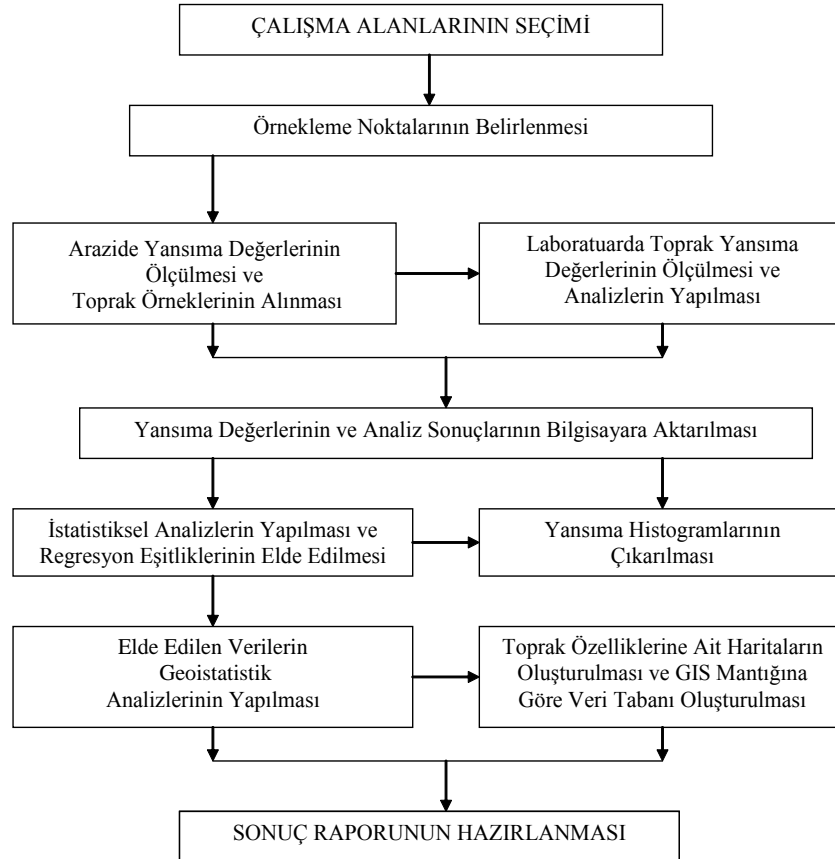 ÇALIŞMA ALANLARININ SEÇİMİ
Örnekleme Noktalarının Belirlenmesi
Arazide Yansıma Değerlerinin
Ölçülmesi ve
Toprak Örneklerinin Alınması
Laboratuarda Toprak Yansıma
Değerlerinin Ölçülmesi ve
Analizlerin Yapılması
Yansıma Değerlerinin ve Analiz Sonuçlarının Bilgisayara Aktarılması
İstatistiksel Analizlerin Yapılması ve
Regresyon Eşitliklerinin Elde Edilmesi
Yansıma Histogramlarının
Çıkarılması
Elde Edilen Verilerin
Geoistatistik
Analizlerinin Yapılması
Toprak Özelliklerine Ait Haritaların
Oluşturulması ve GIS Mantığına
Göre Veri Tabanı Oluşturulması
SONUÇ RAPORUNUN HAZIRLANMASI